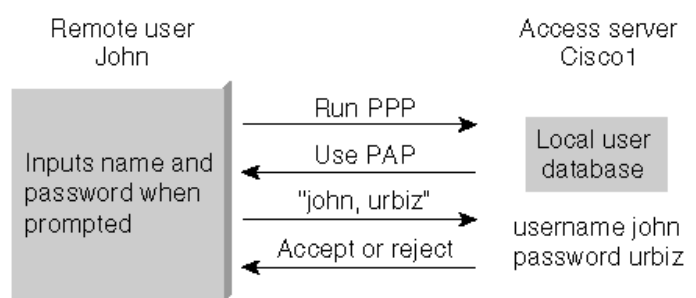 Remote user
John
Access server
Cisco1
Inputs name and
password when
prompted
Run PPP
Use PAP
"john, urbiz"
Accept or reject
Local user
database
username john
password urbiz